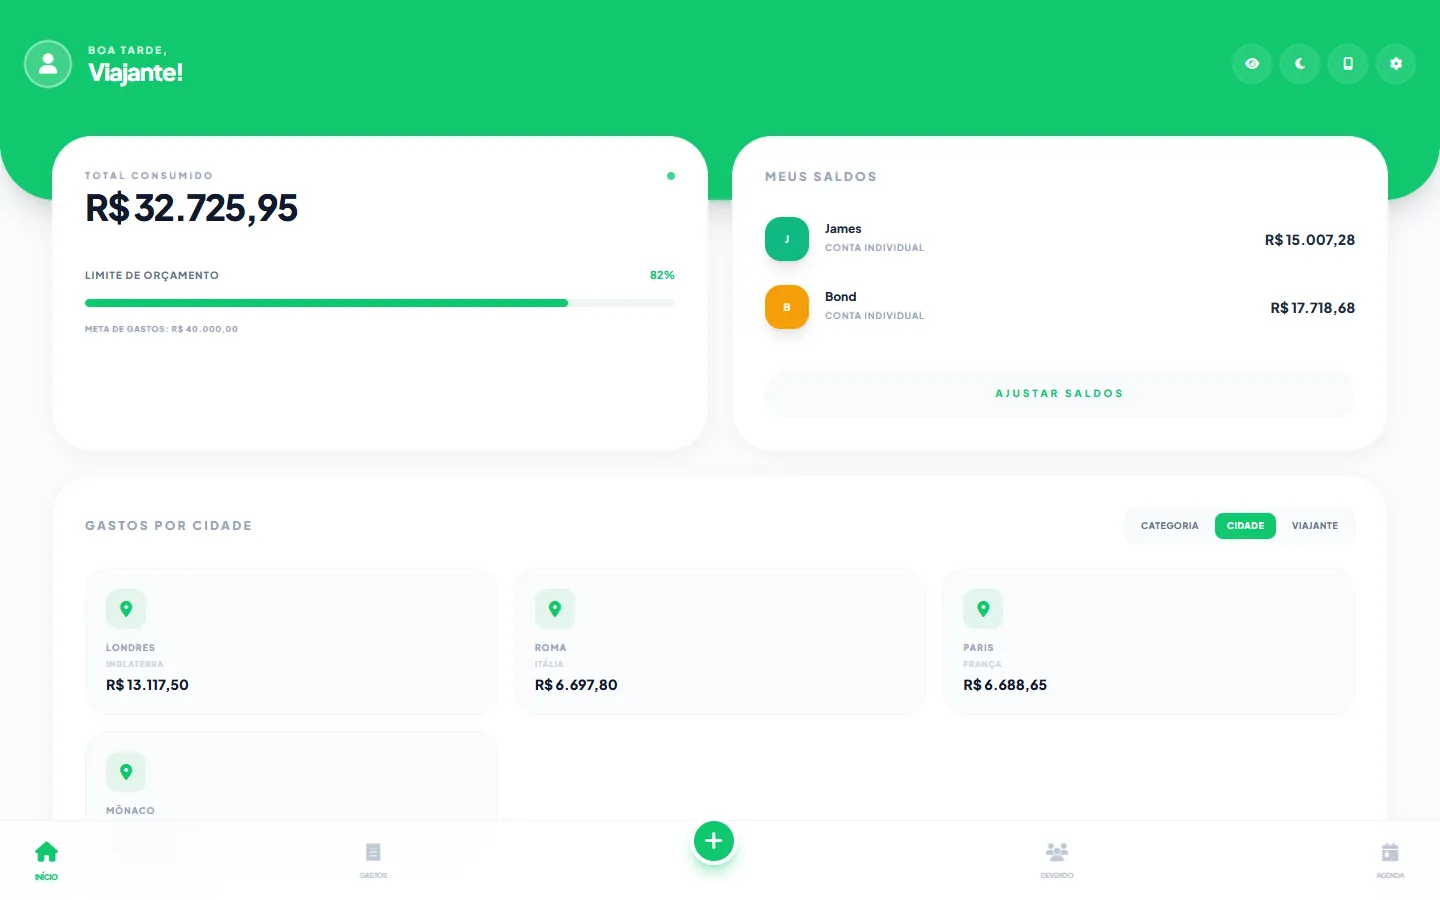 BOA TARDE,
Viajante!
TOTAL CONSUMIDO
R$ 32.725,95
LIMITE DE ORÇAMENTO 82%
META DE GASTOS: R$ 40.000,00
MEUS SALDOS
J
James
CONTA INDIVIDUAL
R$ 15.007,28
B
Bond
CONTA INDIVIDUAL
R$ 17.718,68
AJUSTAR SALDOS
GASTOS POR CIDADE
CATEGORIA CIDADE VIAJANTE
LONDRES
INGLATERRA
R$ 13.117,50
ROMA
ITÁLIA
R$ 6.697,80
PARIS
FRANÇA
R$ 6.688,65
MÔNACO
INÍCIO GASTOS DEVENDO AGENDA